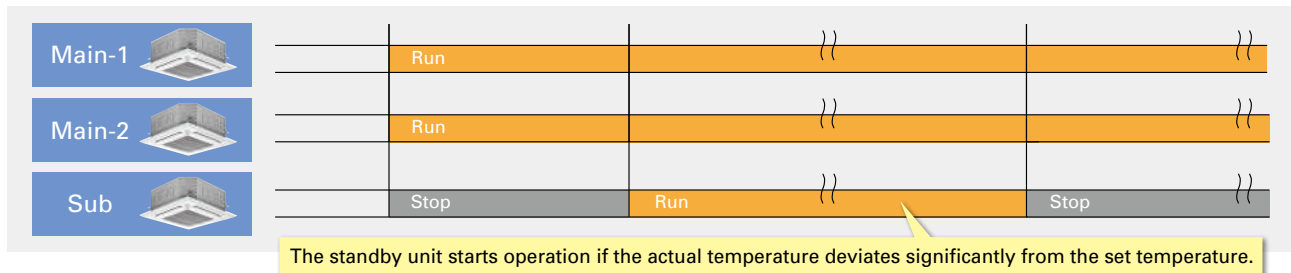 Main-1
Run
Main-2
Run
Sub
Stop
Run
Stop
The standby unit starts operation if the actual temperature deviates significantly from the set temperature.